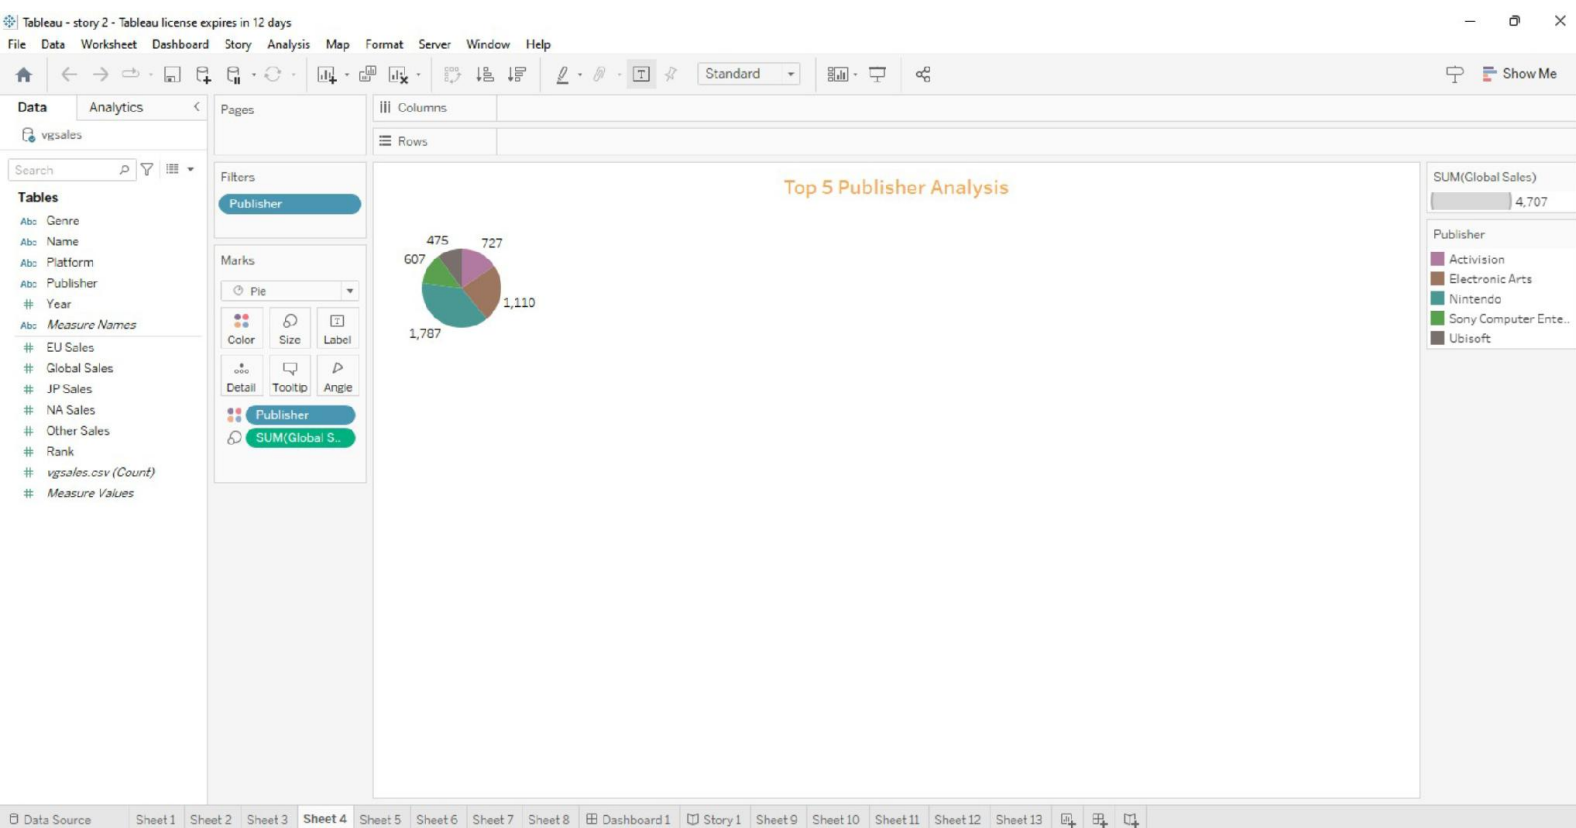 Tableau - story 2 - Tableau license expires in 12 days
File Data Worksheet Dashboard Story Analysis Map Format Server Window Help
Standard
Show Me
Data Analytics
Pages
Columns
vgsales
Rows
Search
Filters
Top 5 Publisher Analysis
SUM(Global Sales)
Tables
Publisher
4,707
Abc Genre
Publisher
Abc Name
475
727
Marks
Activision
Abc Platform
607
Electronic Arts
Abc Publisher
Pie
Nintendo
# Year
1,110
Sony Computer Ente..
Abc Measure Names
1,787
Ubisoft
Color Size Label
# EU Sales
# Global Sales
Detail Tooltip Angle
# JP Sales
# NA Sales
Publisher
# Other Sales
SUM(Global S..
# Rank
# vgsales.csv (Count)
# Measure Values
Data Source Sheet 1 Sheet 2 Sheet 3 Sheet 4 Sheet 5 Sheet 6 Sheet 7 Sheet 8 Dashboard 1 Story 1 Sheet 9 Sheet 10 Sheet 11 Sheet 12 Sheet 13